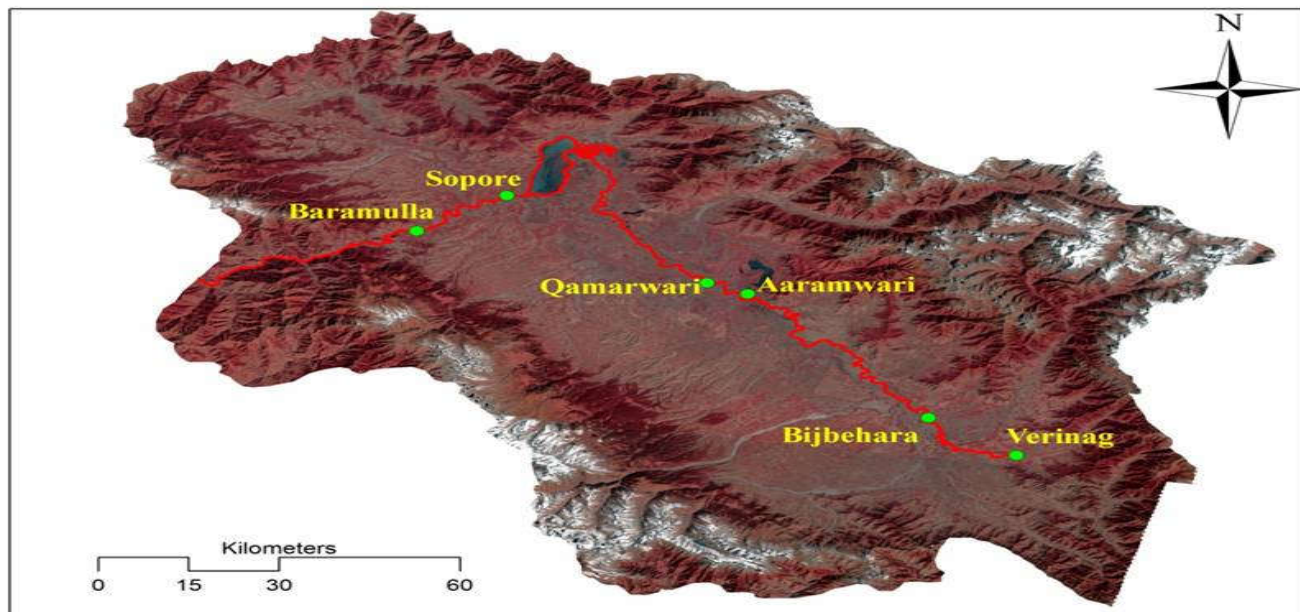 N
Sopore
Baramulla
Qamarwari
Aaramwari
Bijbehara
Verinag
Kilometers
0 15 30 60